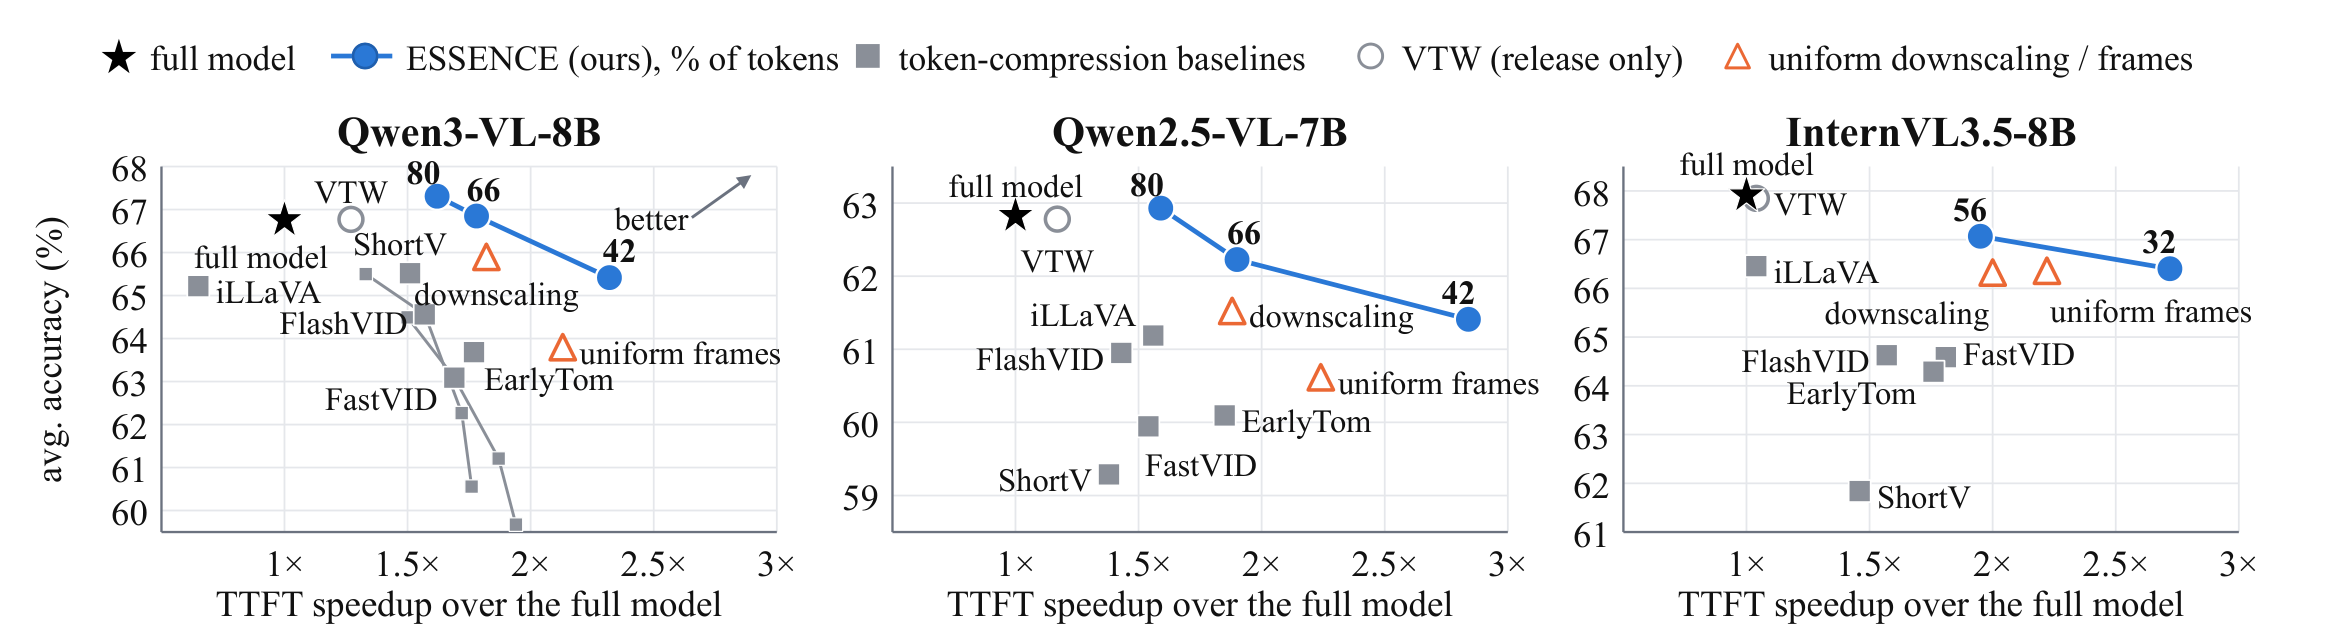 full model ESSENCE (ours), % of tokens token-compression baselines VTW (release only) uniform downscaling / frames
Qwen3-VL-8B
avg. accuracy (%)
68
67
66
65
64
63
62
61
60
80
66
42
VTW
better
ShortV
full model
iLLaVA
downscaling
FlashVID
uniform frames
EarlyTom
FastVID
1× 1.5× 2× 2.5× 3×
TTFT speedup over the full model
Qwen2.5-VL-7B
63
62
61
60
59
full model
80
66
42
VTW
iLLaVA
downscaling
FlashVID
uniform frames
EarlyTom
FastVID
ShortV
1× 1.5× 2× 2.5× 3×
TTFT speedup over the full model
InternVL3.5-8B
68
67
66
65
64
63
62
61
full model
VTW
56
32
iLLaVA
downscaling
uniform frames
FlashVID
FastVID
EarlyTom
ShortV
1× 1.5× 2× 2.5× 3×
TTFT speedup over the full model